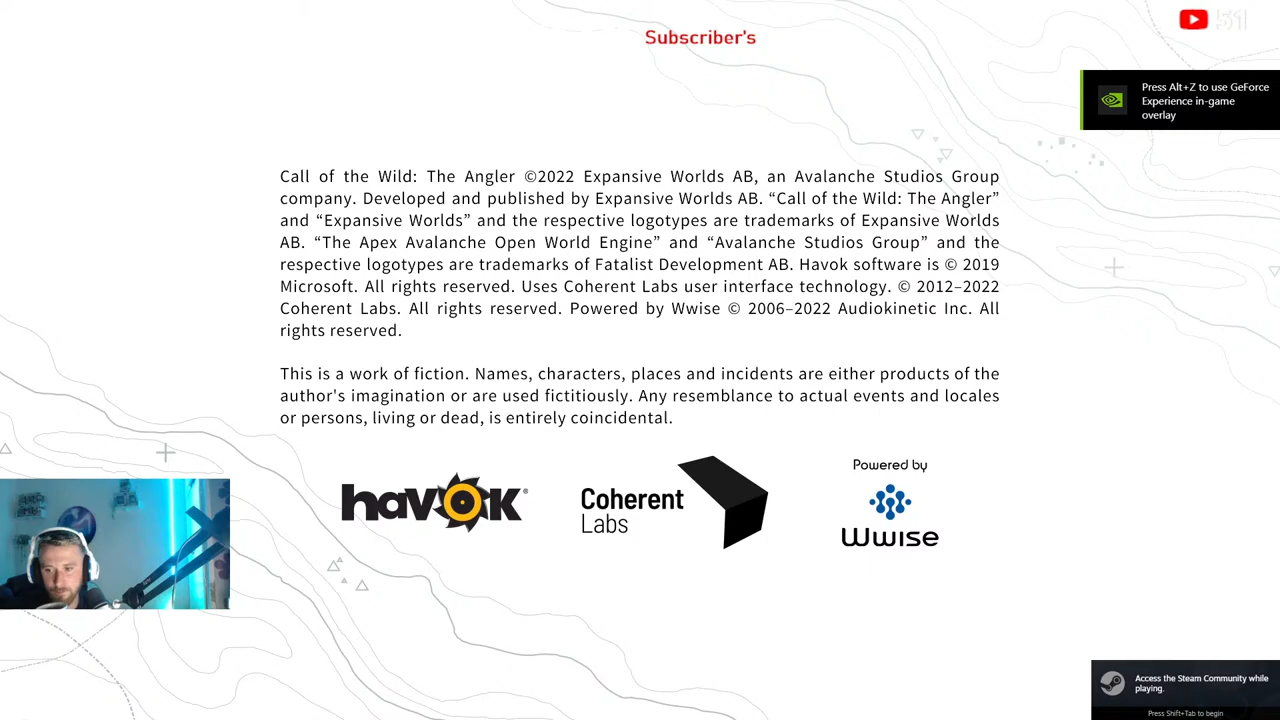 Subscriber's
51
Press Alt+Z to use GeForce
Experience in-game
overlay
Call of the Wild: The Angler ©2022 Expansive Worlds AB, an Avalanche Studios Group
company. Developed and published by Expansive Worlds AB. “Call of the Wild: The Angler”
and “Expansive Worlds” and the respective logotypes are trademarks of Expansive Worlds
AB. “The Apex Avalanche Open World Engine” and “Avalanche Studios Group” and the
respective logotypes are trademarks of Fatalist Development AB. Havok software is © 2019
Microsoft. All rights reserved. Uses Coherent Labs user interface technology. © 2012–2022
Coherent Labs. All rights reserved. Powered by Wwise © 2006–2022 Audiokinetic Inc. All
rights reserved.
This is a work of fiction. Names, characters, places and incidents are either products of the
author's imagination or are used fictitiously. Any resemblance to actual events and locales
or persons, living or dead, is entirely coincidental.
havok®
Coherent
Labs
Powered by
Wwise
Access the Steam Community while
playing.
Press Shift+Tab to begin